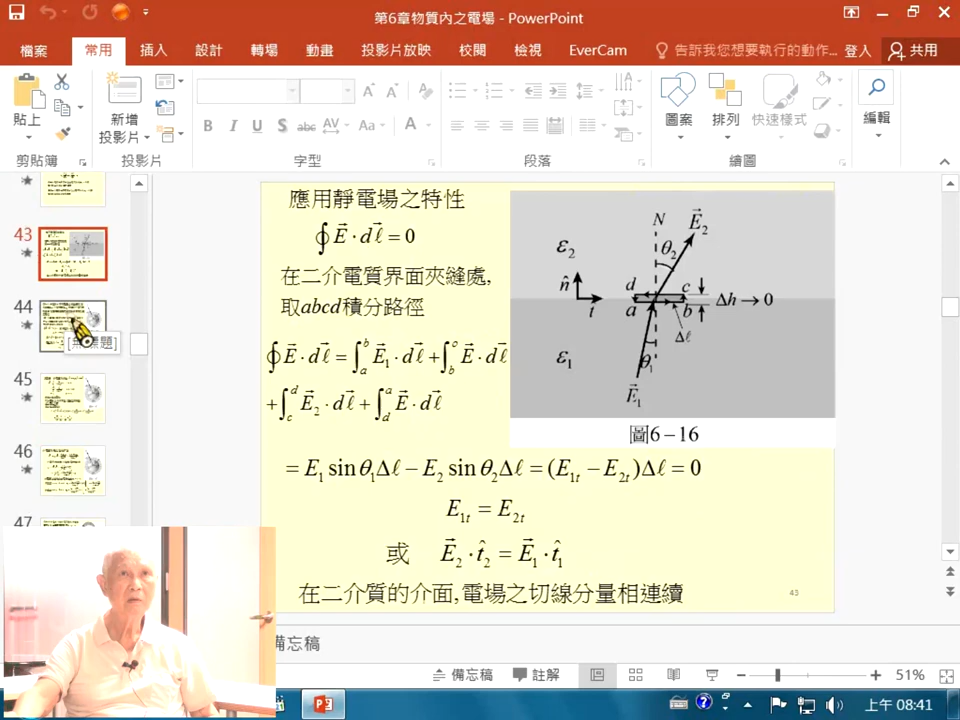 第6章物質內之電場 - PowerPoint
檔案 常用 插入 設計 轉場 動畫 投影片放映 校閱 檢視 EverCam 告訴我您想要執行的動作... 登入 共用
貼上 新增 投影片 B I U S abc AV Aa A 圖案 排列 快速樣式 編輯
剪貼簿 投影片 字型 段落 繪圖
43
44
45
46
47
應用靜電場之特性
∮E⃗·dℓ⃗ = 0
在二介電質界面夾縫處,
取abcd積分路徑
∮E⃗·dℓ⃗ = ∫_a^b E⃗₁·dℓ⃗ + ∫_b^c E⃗·dℓ⃗
+ ∫_c^d E⃗₂·dℓ⃗ + ∫_d^a E⃗·dℓ⃗
N E⃗₂
ε₂ θ₂
n̂ d c
t a b Δh → 0
Δℓ
ε₁ θ₁
E⃗₁
圖6－16
= E₁ sin θ₁Δℓ − E₂ sin θ₂Δℓ = (E₁ₜ − E₂ₜ)Δℓ = 0
E₁ₜ = E₂ₜ
或 E⃗₂·t̂₂ = E⃗₁·t̂₁
在二介質的介面,電場之切線分量相連續
43
備忘稿
備忘稿 註解 51%
上午 08:41